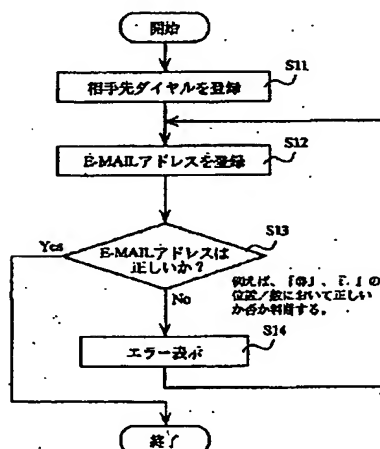 開始
S11
相手先ダイヤルを登録
S12
E-MAILアドレスを登録
S13
E-MAILアドレスは
正しいか？
Yes
No
例えば、「@」、「.」の
位置／数において正しい
か否か判断する。
S14
エラー表示
終了